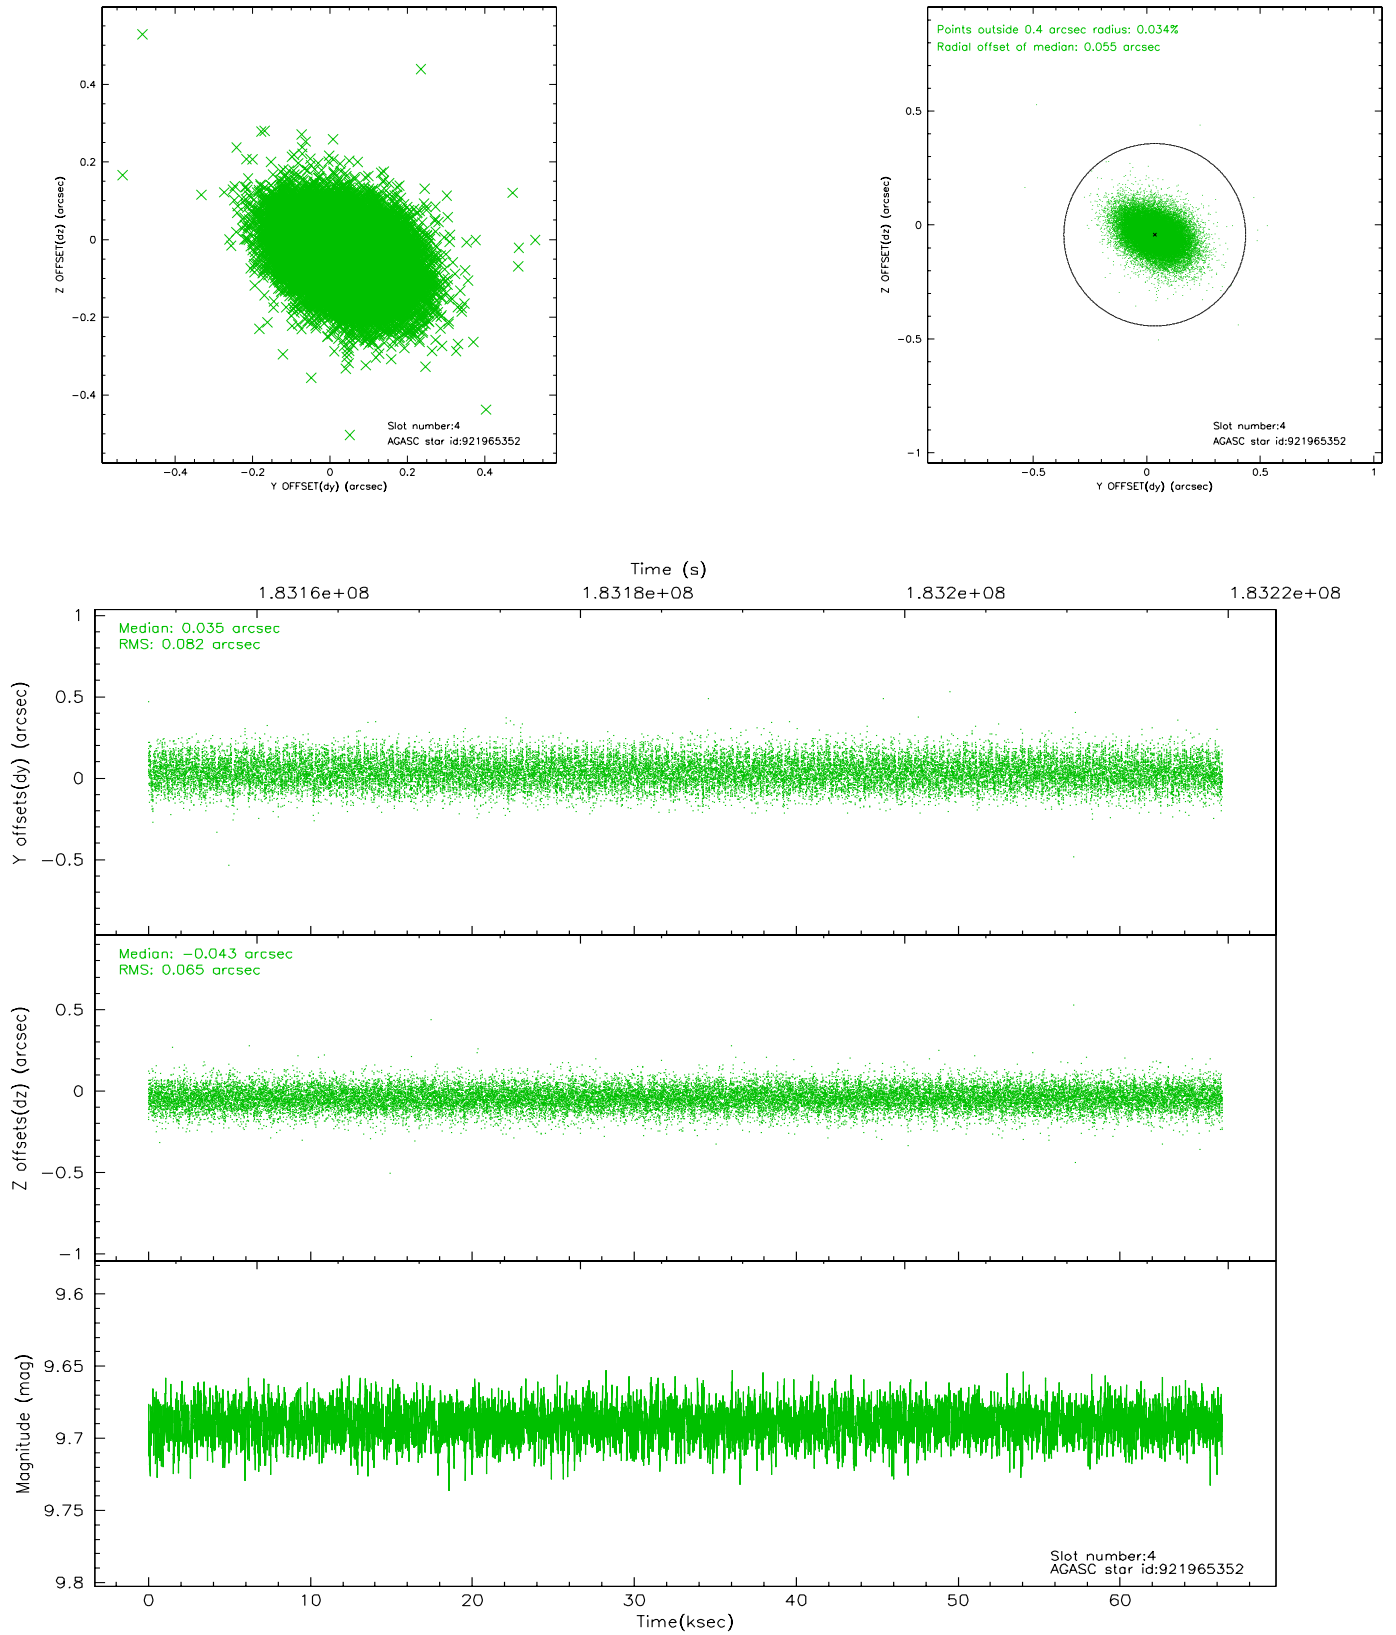 0.4
0.2
0
−0.2
−0.4
Z OFFSET(dz) (arcsec)
Slot number:4
AGASC star id:921965352
−0.4 −0.2 0 0.2 0.4
Y OFFSET(dy) (arcsec)
Points outside 0.4 arcsec radius: 0.034%
Radial offset of median: 0.055 arcsec
0.5
0
−0.5
−1
Z OFFSET(dz) (arcsec)
Slot number:4
AGASC star id:921965352
−0.5 0 0.5 1
Y OFFSET(dy) (arcsec)
Time (s)
1.8316e+08 1.8318e+08 1.832e+08 1.8322e+08
Median: 0.035 arcsec
RMS: 0.082 arcsec
1
0.5
0
−0.5
Y offsets(dy) (arcsec)
Median: −0.043 arcsec
RMS: 0.065 arcsec
0.5
0
−0.5
−1
Z offsets(dz) (arcsec)
9.6
9.65
9.7
9.75
9.8
Magnitude (mag)
Slot number:4
AGASC star id:921965352
0 10 20 30 40 50 60
Time(ksec)